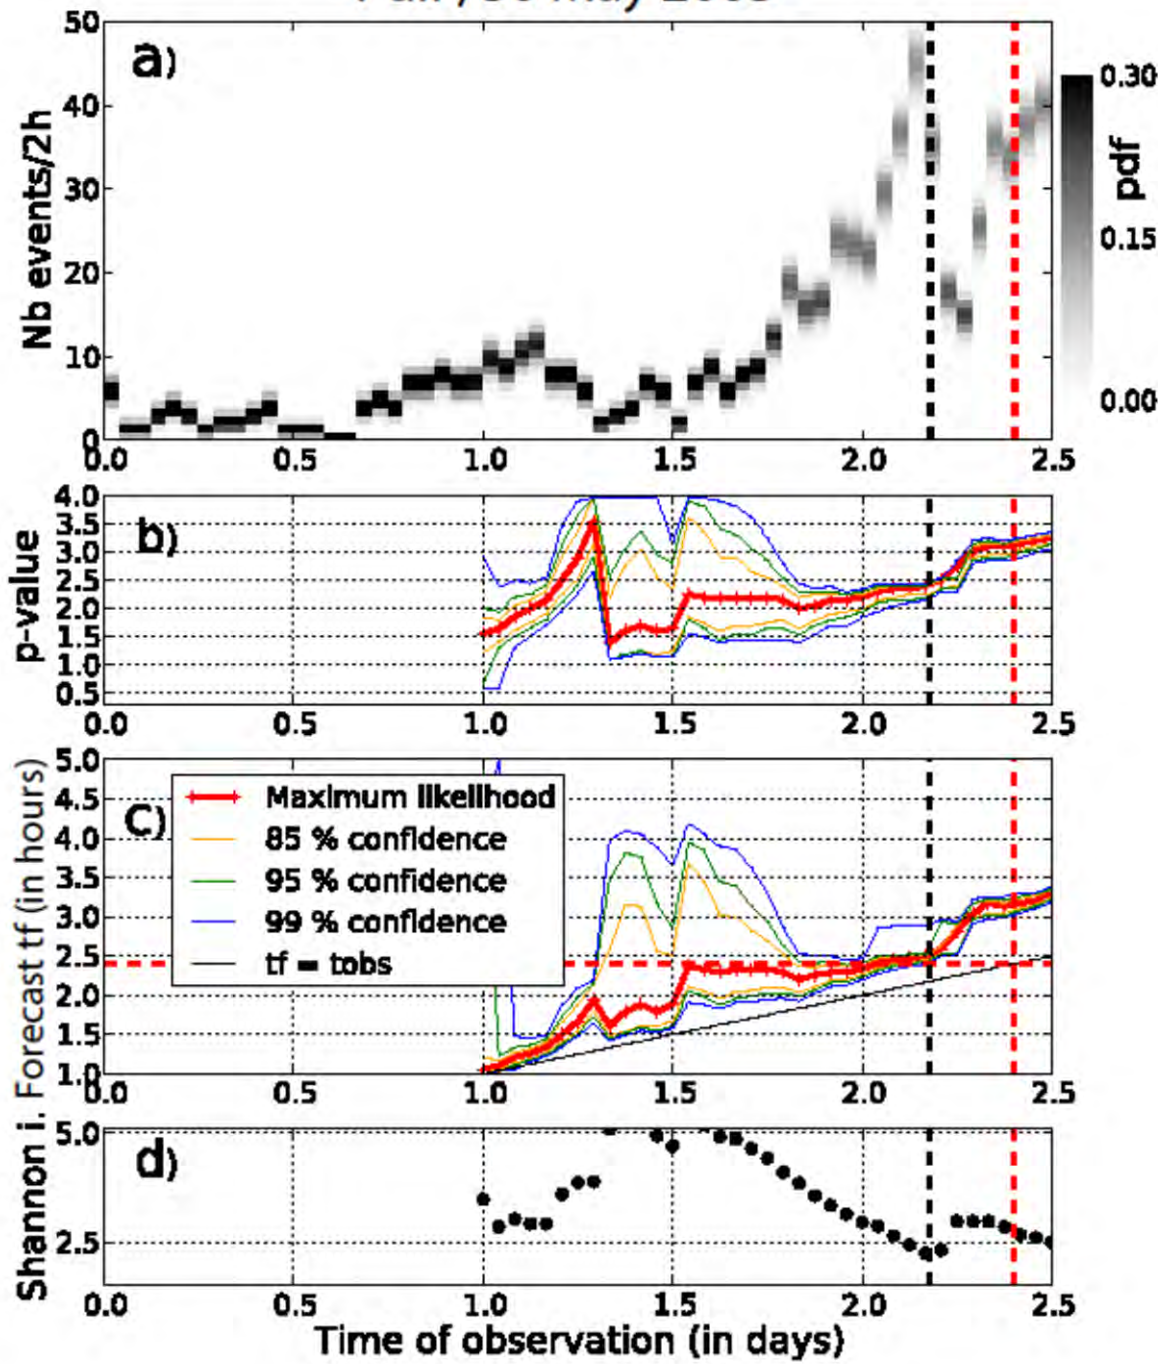 a)
50
40
30
20
10
0
Nb events/2h
0.0 0.5 1.0 1.5 2.0 2.5
0.30
0.15
0.00
pdf
b)
4.0
3.5
3.0
2.5
2.0
1.5
1.0
0.5
p-value
0.0 0.5 1.0 1.5 2.0 2.5
c)
5.0
4.5
4.0
3.5
3.0
2.5
2.0
1.5
1.0
Forecast tf (in hours)
Maximum likelihood
85 % confidence
95 % confidence
99 % confidence
tf = tobs
0.0 0.5 1.0 1.5 2.0 2.5
d)
5.0
2.5
Shannon i.
0.0 0.5 1.0 1.5 2.0 2.5
Time of observation (in days)